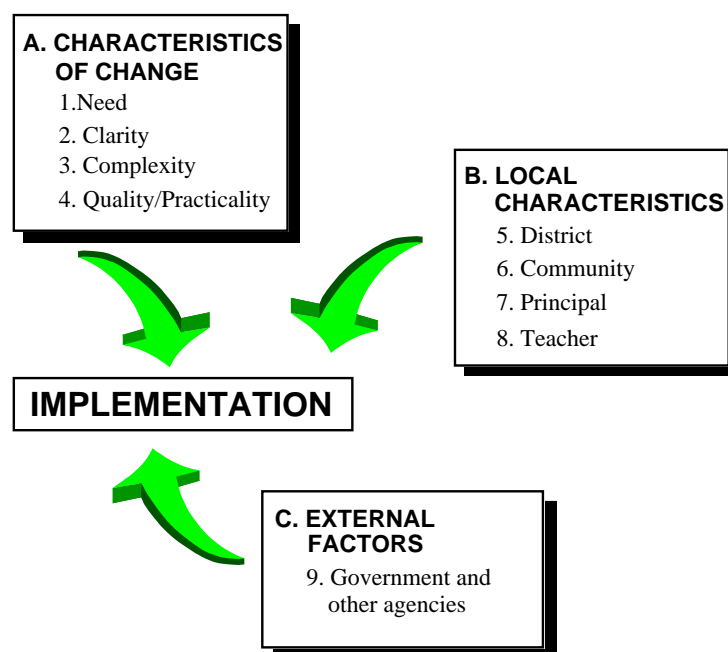 A. CHARACTERISTICS
OF CHANGE
1.Need
2. Clarity
3. Complexity
4. Quality/Practicality
B. LOCAL
CHARACTERISTICS
5. District
6. Community
7. Principal
8. Teacher
IMPLEMENTATION
C. EXTERNAL
FACTORS
9. Government and
other agencies